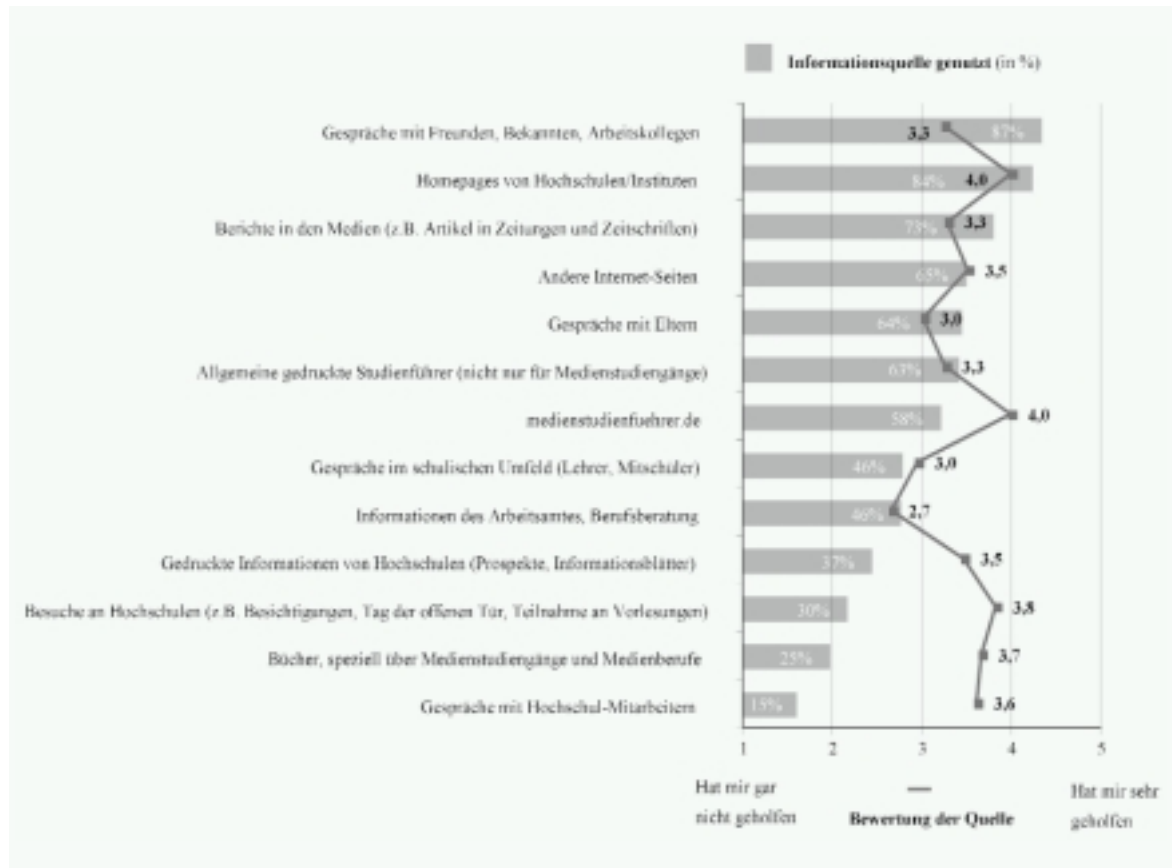 Informationsquelle genutzt (in %)
Gespräche mit Freunden, Bekannten, Arbeitskollegen 3,3 87%
Homepages von Hochschulen/Instituten 84% 4,0
Berichte in den Medien (z.B. Artikel in Zeitungen und Zeitschriften) 73% 3,3
Andere Internet-Seiten 65% 3,5
Gespräche mit Eltern 64% 3,0
Allgemeine gedruckte Studienführer (nicht nur für Medienstudiengänge) 63% 3,3
medienstudienfuehrer.de 58% 4,0
Gespräche im schulischen Umfeld (Lehrer, Mitschüler) 46% 3,0
Informationen des Arbeitsamtes, Berufsberatung 46% 2,7
Gedruckte Informationen von Hochschulen (Prospekte, Informationsblätter) 37% 3,5
Besuche an Hochschulen (z.B. Besichtigungen, Tag der offenen Tür, Teilnahme an Vorlesungen) 30% 3,8
Bücher, speziell über Medienstudiengänge und Medienberufe 25% 3,7
Gespräche mit Hochschul-Mitarbeitern 15% 3,6
1 2 3 4 5
Hat mir gar Hat mir sehr
nicht geholfen Bewertung der Quelle geholfen